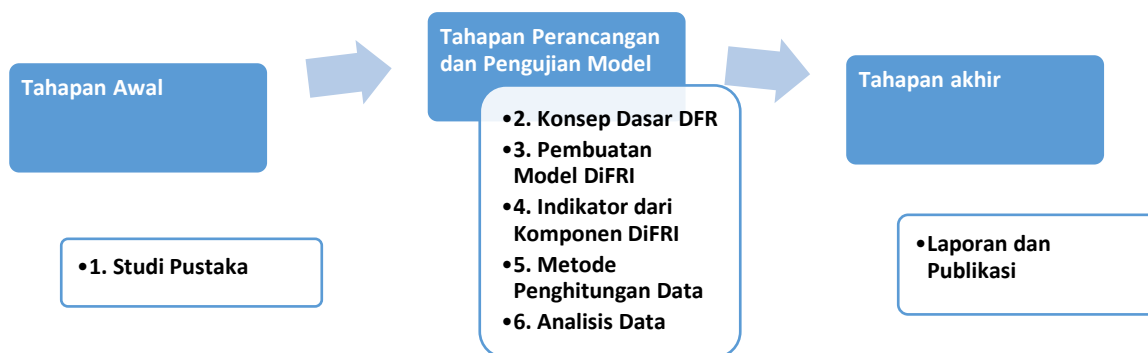 Tahapan Awal
•1. Studi Pustaka
Tahapan Perancangan
dan Pengujian Model
•2. Konsep Dasar DFR
•3. Pembuatan
Model DiFRI
•4. Indikator dari
Komponen DiFRI
•5. Metode
Penghitungan Data
•6. Analisis Data
Tahapan akhir
•Laporan dan
Publikasi